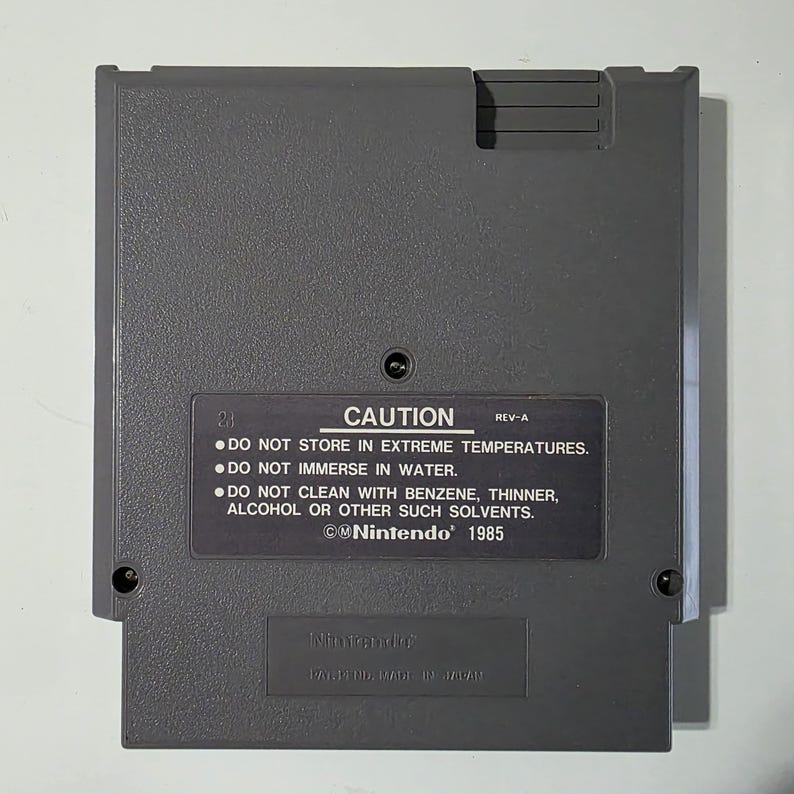 23 CAUTION REV-A
●DO NOT STORE IN EXTREME TEMPERATURES.
●DO NOT IMMERSE IN WATER.
●DO NOT CLEAN WITH BENZENE, THINNER,
ALCOHOL OR OTHER SUCH SOLVENTS.
©ⓂNintendo® 1985
Nintendo®
PAT. PEND. MADE IN JAPAN